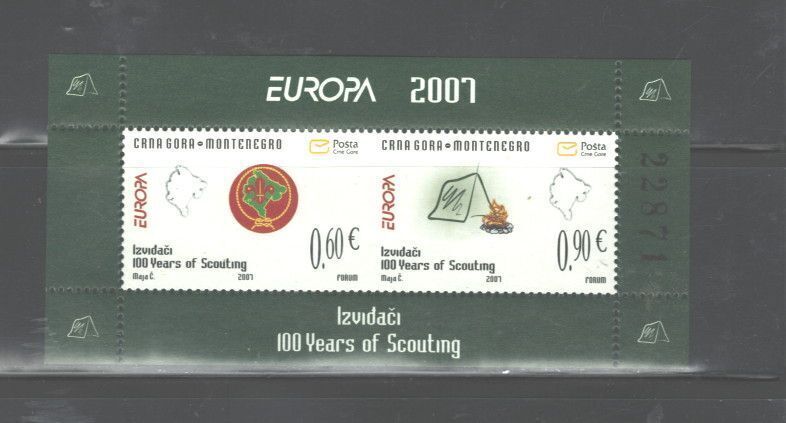 EUROPA 2007
CRNA GORA - MONTENEGRO
Pošta
Crne Gore
EUROPA
0.60 €
Izviđači
100 Years of Scouting
Maja Č. 2007 FORUM
CRNA GORA - MONTENEGRO
Pošta
Crne Gore
EUROPA
0.90 €
Izviđači
100 Years of Scouting
Maja Č. 2007 FORUM
22871
Izviđači
100 Years of Scouting